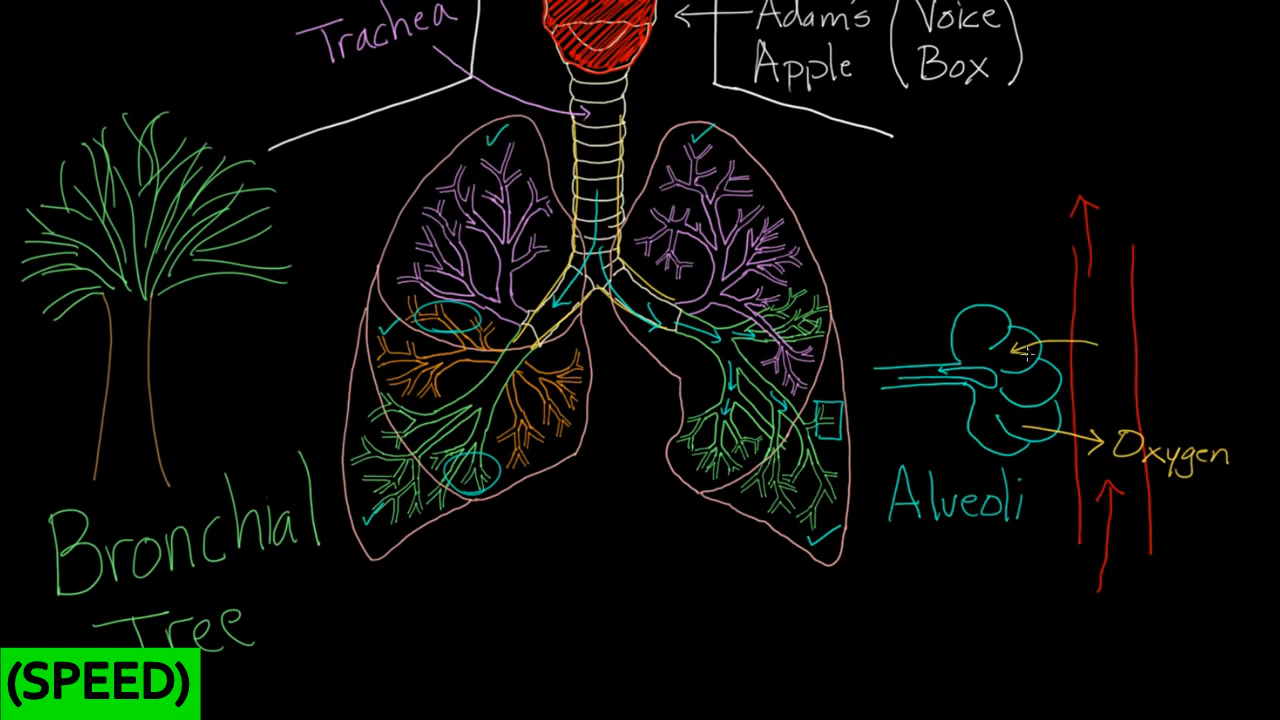 Trachea
Adam's
Apple
(Voice
Box)
Oxygen
Alveoli
Bronchial
Tree
(SPEED)